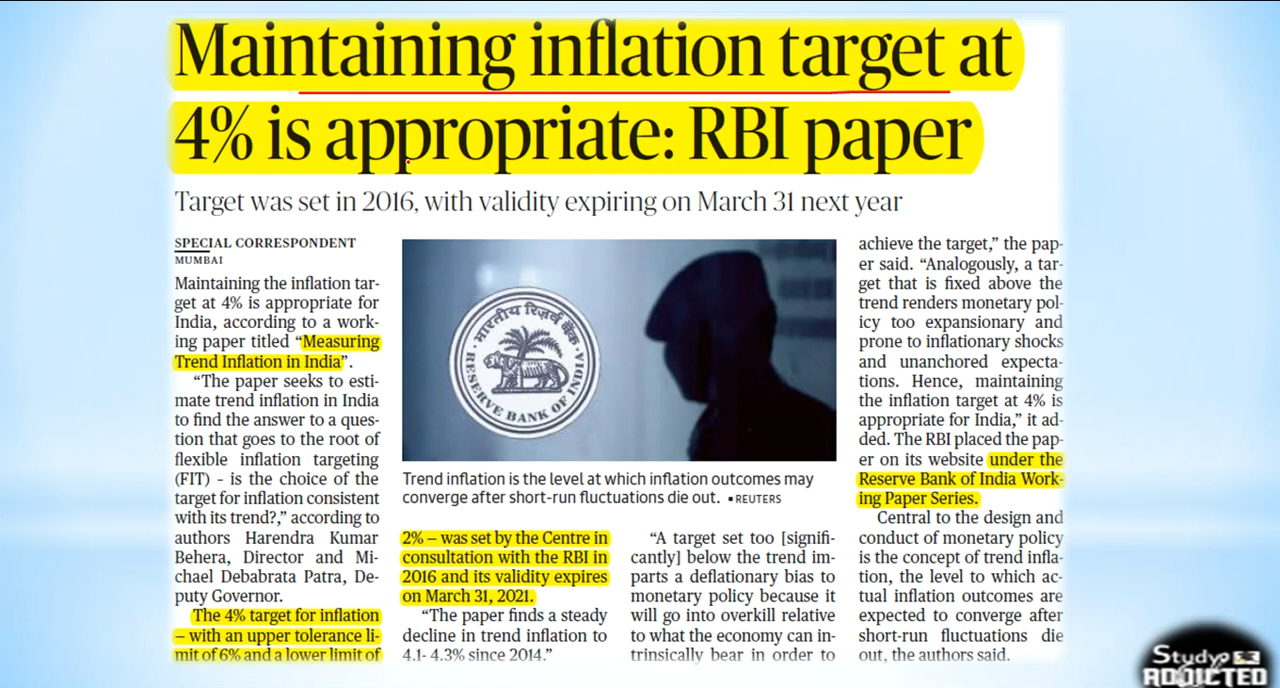 Maintaining inflation target at
4% is appropriate: RBI paper
Target was set in 2016, with validity expiring on March 31 next year
SPECIAL CORRESPONDENT
MUMBAI
Maintaining the inflation tar-
get at 4% is appropriate for
India, according to a work-
ing paper titled “Measuring
Trend Inflation in India”.
“The paper seeks to esti-
mate trend inflation in India
to find the answer to a ques-
tion that goes to the root of
flexible inflation targeting
(FIT) - is the choice of the
target for inflation consistent
with its trend?,” according to
authors Harendra Kumar
Behera, Director and Mi-
chael Debabrata Patra, De-
puty Governor.
The 4% target for inflation
– with an upper tolerance li-
mit of 6% and a lower limit of
भारतीय रिज़र्व बैंक
RESERVE BANK OF INDIA
Trend inflation is the level at which inflation outcomes may
converge after short-run fluctuations die out. ▪REUTERS
2% – was set by the Centre in
consultation with the RBI in
2016 and its validity expires
on March 31, 2021.
“The paper finds a steady
decline in trend inflation to
4.1- 4.3% since 2014.”
“A target set too [signifi-
cantly] below the trend im-
parts a deflationary bias to
monetary policy because it
will go into overkill relative
to what the economy can in-
trinsically bear in order to
achieve the target,” the pap-
er said. “Analogously, a tar-
get that is fixed above the
trend renders monetary pol-
icy too expansionary and
prone to inflationary shocks
and unanchored expecta-
tions. Hence, maintaining
the inflation target at 4% is
appropriate for India,” it ad-
ded. The RBI placed the pap-
er on its website under the
Reserve Bank of India Work-
ing Paper Series.
Central to the design and
conduct of monetary policy
is the concept of trend infla-
tion, the level to which ac-
tual inflation outcomes are
expected to converge after
short-run fluctuations die
out, the authors said.
Study
ADDICTED